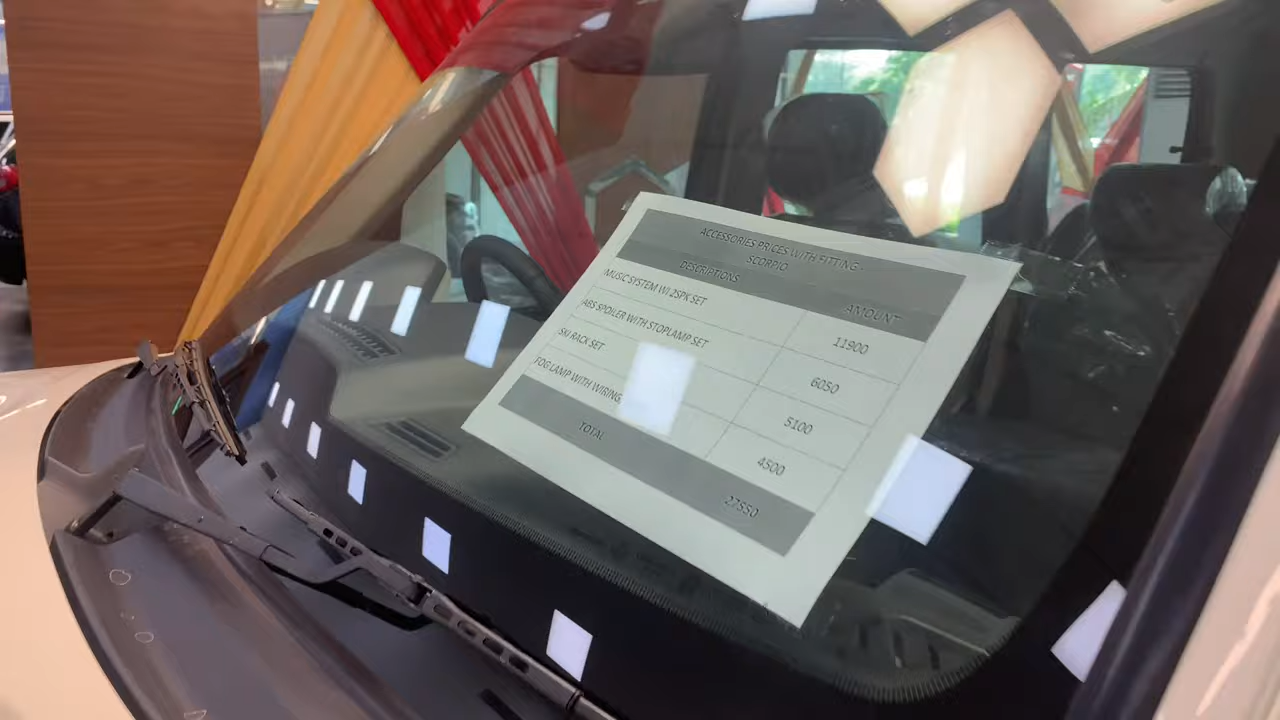 ACCESSORIES PRICES WITH FITTING -
SCORPIO
DESCRIPTIONS AMOUNT
MUSIC SYSTEM WI 2SPK SET 11900
ABS SPOILER WITH STOPLAMP SET 6050
SKI RACK SET 5100
FOG LAMP WITH WIRING 4500
TOTAL 27550